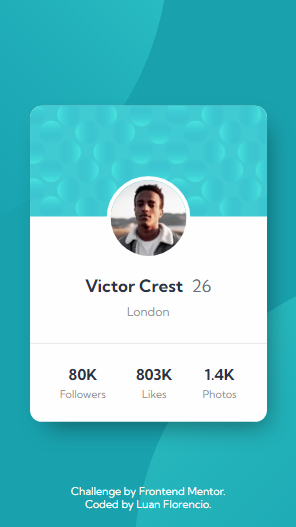 Victor Crest 26
London
80K 803K 1.4K
Followers Likes Photos
Challenge by Frontend Mentor.
Coded by Luan Florencio.